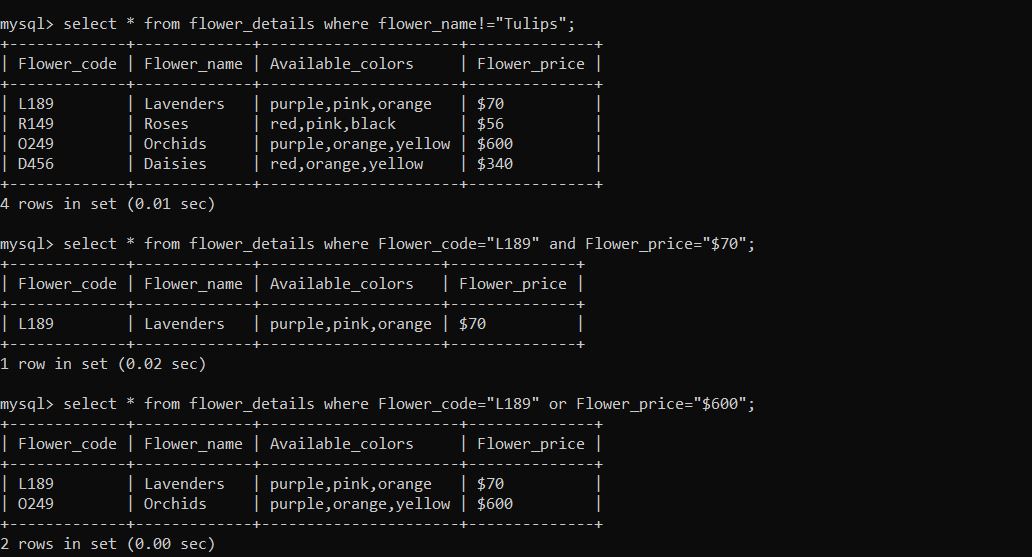 mysql> select * from flower_details where flower_name!="Tulips";
+-------------+-------------+----------------------+--------------+
| Flower_code | Flower_name | Available_colors     | Flower_price |
+-------------+-------------+----------------------+--------------+
| L189        | Lavenders   | purple,pink,orange   | $70          |
| R149        | Roses       | red,pink,black       | $56          |
| O249        | Orchids     | purple,orange,yellow | $600         |
| D456        | Daisies     | red,orange,yellow    | $340         |
+-------------+-------------+----------------------+--------------+
4 rows in set (0.01 sec)
mysql> select * from flower_details where Flower_code="L189" and Flower_price="$70";
+-------------+-------------+--------------------+--------------+
| Flower_code | Flower_name | Available_colors   | Flower_price |
+-------------+-------------+--------------------+--------------+
| L189        | Lavenders   | purple,pink,orange | $70          |
+-------------+-------------+--------------------+--------------+
1 row in set (0.02 sec)
mysql> select * from flower_details where Flower_code="L189" or Flower_price="$600";
+-------------+-------------+----------------------+--------------+
| Flower_code | Flower_name | Available_colors     | Flower_price |
+-------------+-------------+----------------------+--------------+
| L189        | Lavenders   | purple,pink,orange   | $70          |
| O249        | Orchids     | purple,orange,yellow | $600         |
+-------------+-------------+----------------------+--------------+
2 rows in set (0.00 sec)